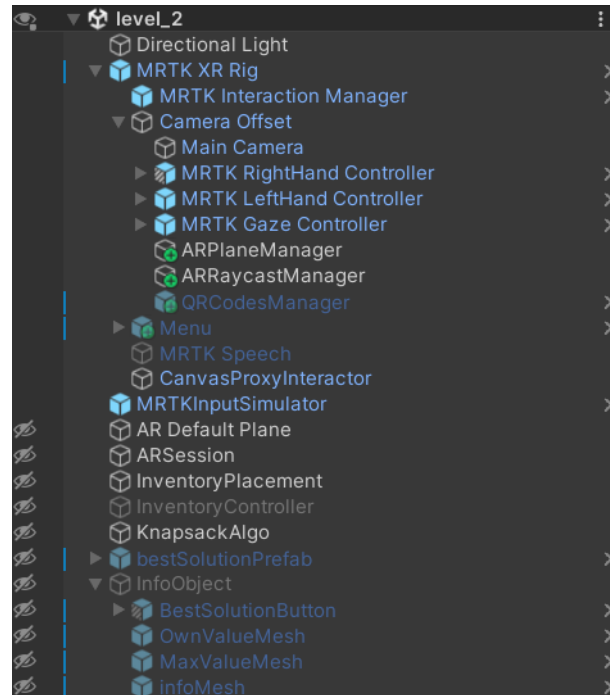 level_2
Directional Light
MRTK XR Rig
MRTK Interaction Manager
Camera Offset
Main Camera
MRTK RightHand Controller
MRTK LeftHand Controller
MRTK Gaze Controller
ARPlaneManager
ARRaycastManager
QRCodesManager
Menu
MRTK Speech
CanvasProxyInteractor
MRTKInputSimulator
AR Default Plane
ARSession
InventoryPlacement
InventoryController
KnapsackAlgo
bestSolutionPrefab
InfoObject
BestSolutionButton
OwnValueMesh
MaxValueMesh
infoMesh